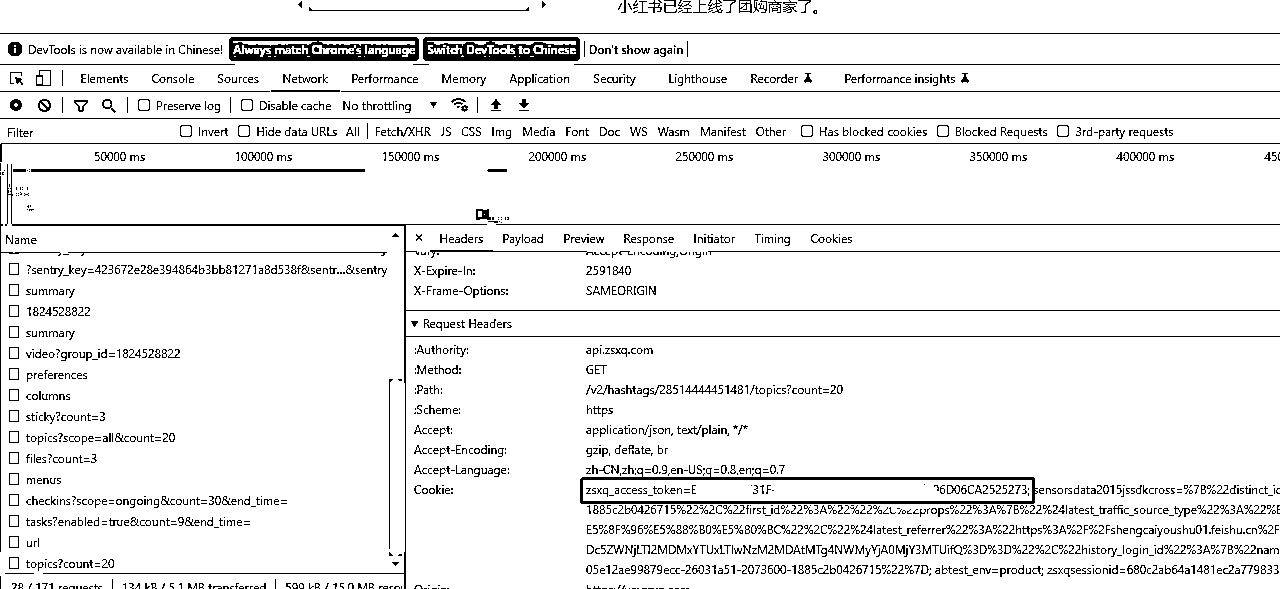 小红书已经上线了团购商家了。
DevTools is now available in Chinese! Always match Chrome's language Switch DevTools to Chinese Don't show again
Elements Console Sources Network Performance Memory Application Security Lighthouse Recorder Performance insights
Preserve log Disable cache No throttling
Filter Invert Hide data URLs All Fetch/XHR JS CSS Img Media Font Doc WS Wasm Manifest Other Has blocked cookies Blocked Requests 3rd-party requests
50000 ms 100000 ms 150000 ms 200000 ms 250000 ms 300000 ms 350000 ms 400000 ms 450
Name
?sentry_key=423672e28e394864b3bb81271a8d538f&sentr...&sentry
summary
1824528822
summary
video?group_id=1824528822
preferences
columns
sticky?count=3
topics?scope=all&count=20
files?count=3
menus
checkins?scope=ongoing&count=30&end_time=
tasks?enabled=true&count=9&end_time=
url
topics?count=20
28 / 171 requests 134 kB / 5.1 MB transferred 599 kB / 15.0 MB
Headers Payload Preview Response Initiator Timing Cookies
Vary: Accept-Encoding,Origin
X-Expire-In: 2591840
X-Frame-Options: SAMEORIGIN
Request Headers
:Authority: api.zsxq.com
:Method: GET
:Path: /v2/hashtags/28514444451481/topics?count=20
:Scheme: https
Accept: application/json, text/plain, */*
Accept-Encoding: gzip, deflate, br
Accept-Language: zh-CN,zh;q=0.9,en-US;q=0.8,en;q=0.7
Cookie: zsxq_access_token=E 31F- 96D06CA2525273; sensorsdata2015jssdkcross=%7B%22distinct_id
1885c2b0426715%22%2C%22first_id%22%3A%22%22%2C%22props%22%3A%7B%22%24latest_traffic_source_type%22%3A%22%E
E5%8F%96%E5%88%B0%E5%80%BC%22%2C%22%24latest_referrer%22%3A%22https%3A%2F%2Fshengcaiyoushu01.feishu.cn%2F
%3D%3D%22%2C%22history_login_id%22%3A%7B%22nam
05e12ae99879ecc-26031a51-2073600-1885c2b0426715%22%7D; abtest_env=product; zsxqsessionid=680c2ab64a1481ec2a779833